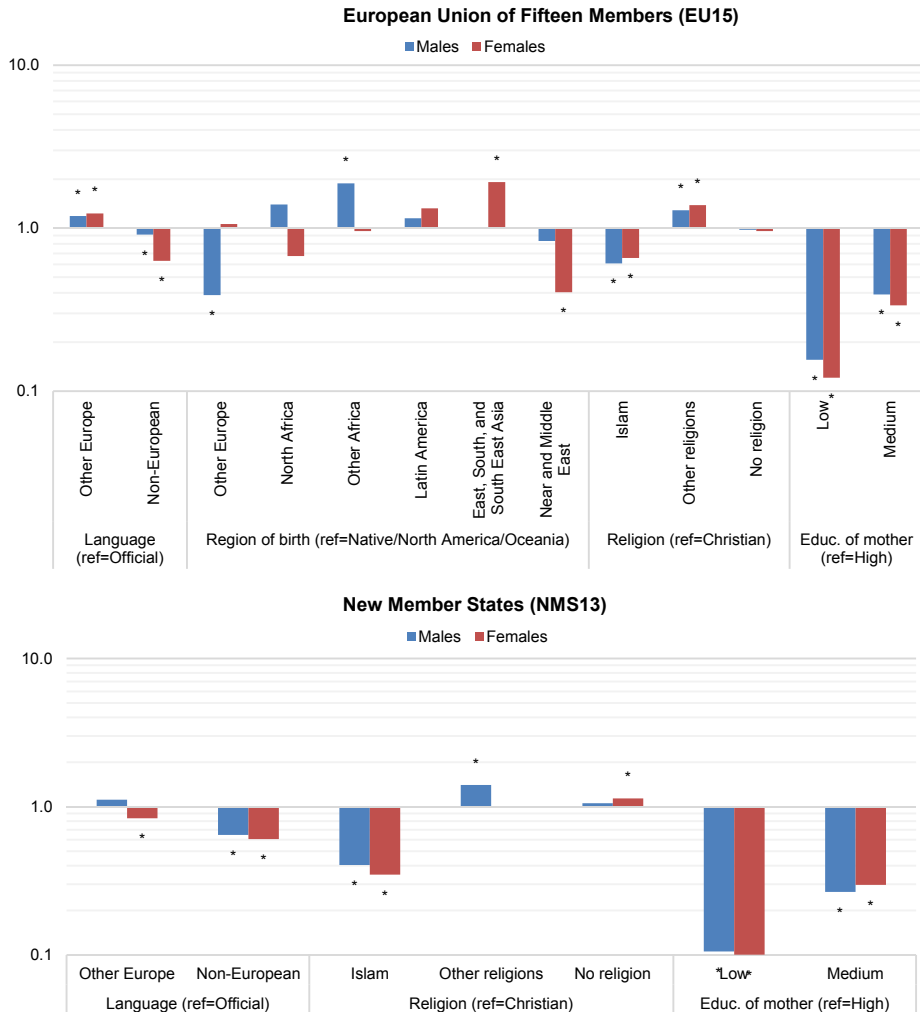 European Union of Fifteen Members (EU15)
Males Females
10.0
1.0
0.1
* * * * * * * * * * * * * * * *
Other Europe
Non-European
Other Europe
North Africa
Other Africa
Latin America
East, South, and
South East Asia
Near and Middle
East
Islam
Other religions
No religion
Low
Medium
Language
(ref=Official)
Region of birth (ref=Native/North America/Oceania)
Religion (ref=Christian)
Educ. of mother
(ref=High)
New Member States (NMS13)
Males Females
10.0
1.0
0.1
* * * * * * * * * * *
Other Europe Non-European Islam Other religions No religion *Low* Medium
Language (ref=Official) Religion (ref=Christian) Educ. of mother (ref=High)